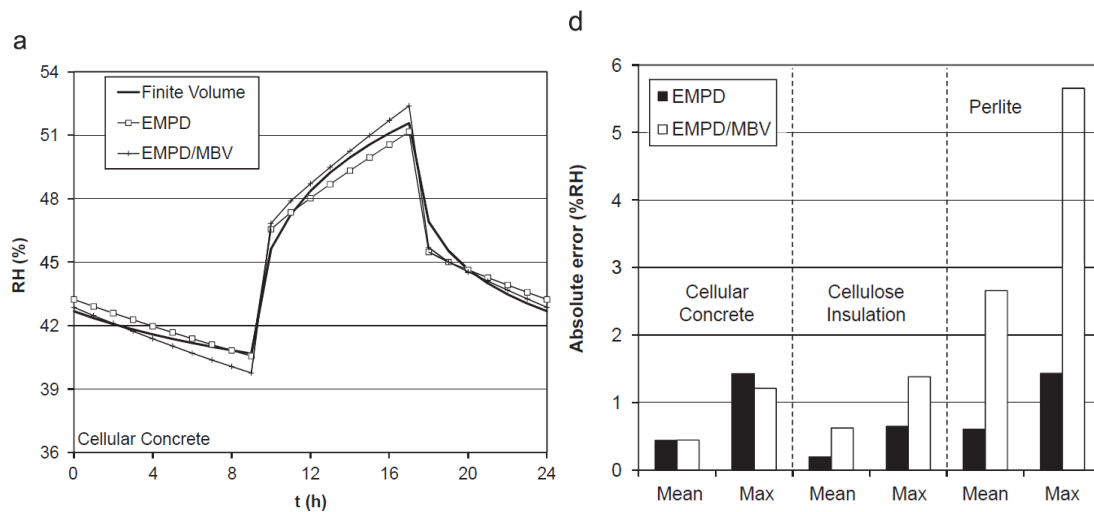 a
54
51
48
45
42
39
36
RH (%)
Finite Volume
EMPD
EMPD/MBV
Cellular Concrete
0
4
8
12
16
20
24
t (h)
d
6
5
4
3
2
1
0
Absolute error (%RH)
EMPD
EMPD/MBV
Perlite
Cellular
Concrete
Cellulose
Insulation
Mean
Max
Mean
Max
Mean
Max